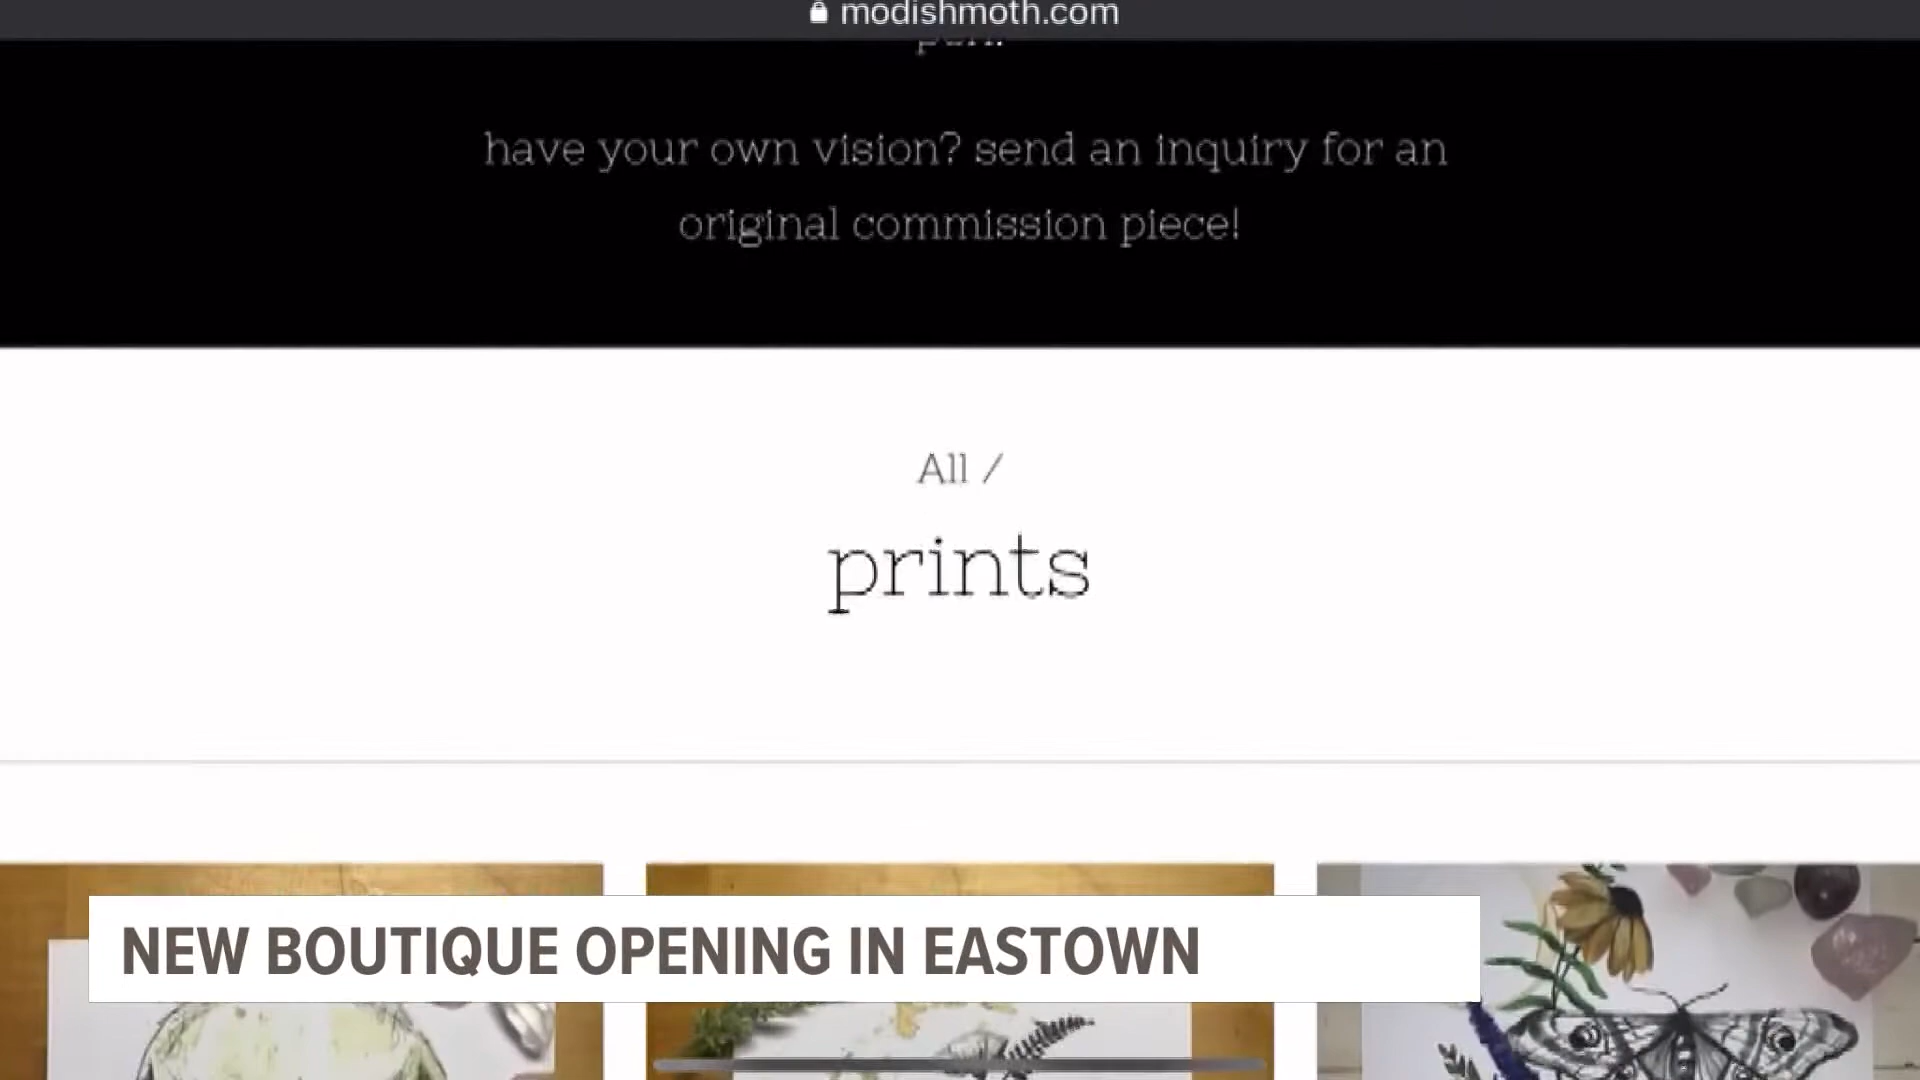 modishmoth.com
have your own vision? send an inquiry for an
original commission piece!
All /
prints
NEW BOUTIQUE OPENING IN EASTOWN